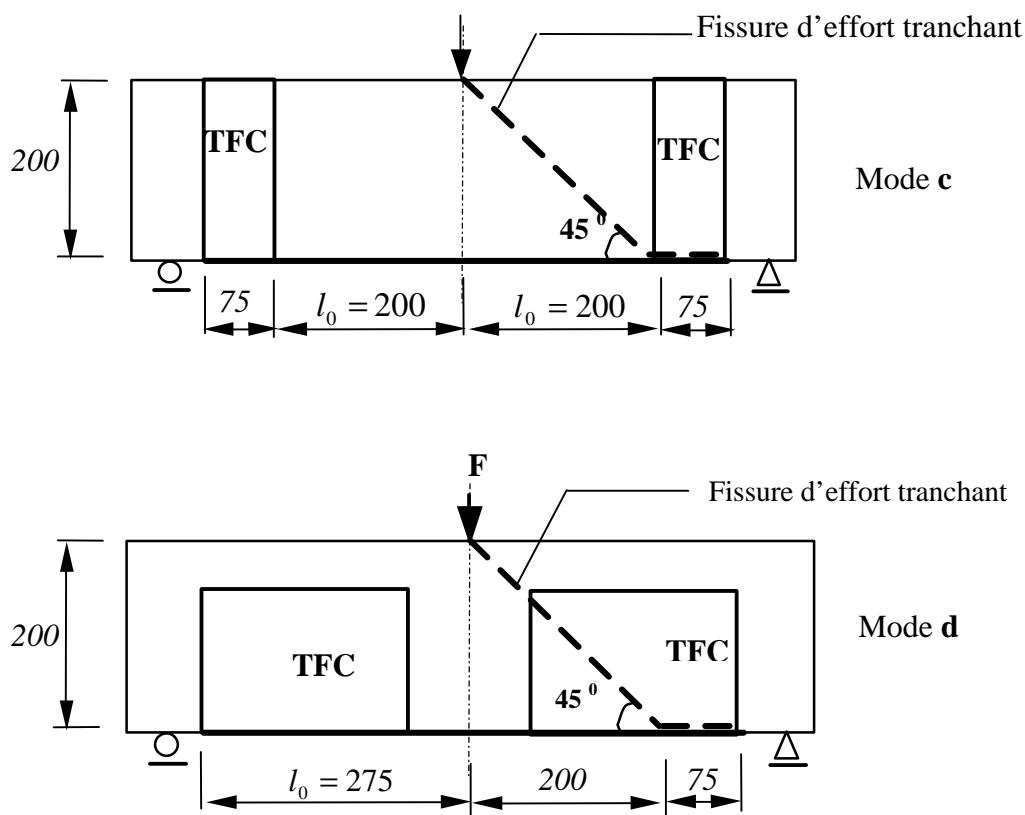 Fissure d’effort tranchant
200
TFC
TFC
Mode c
45⁰
75
l₀ = 200
l₀ = 200
75
F
Fissure d’effort tranchant
200
TFC
TFC
Mode d
45⁰
l₀ = 275
200
75